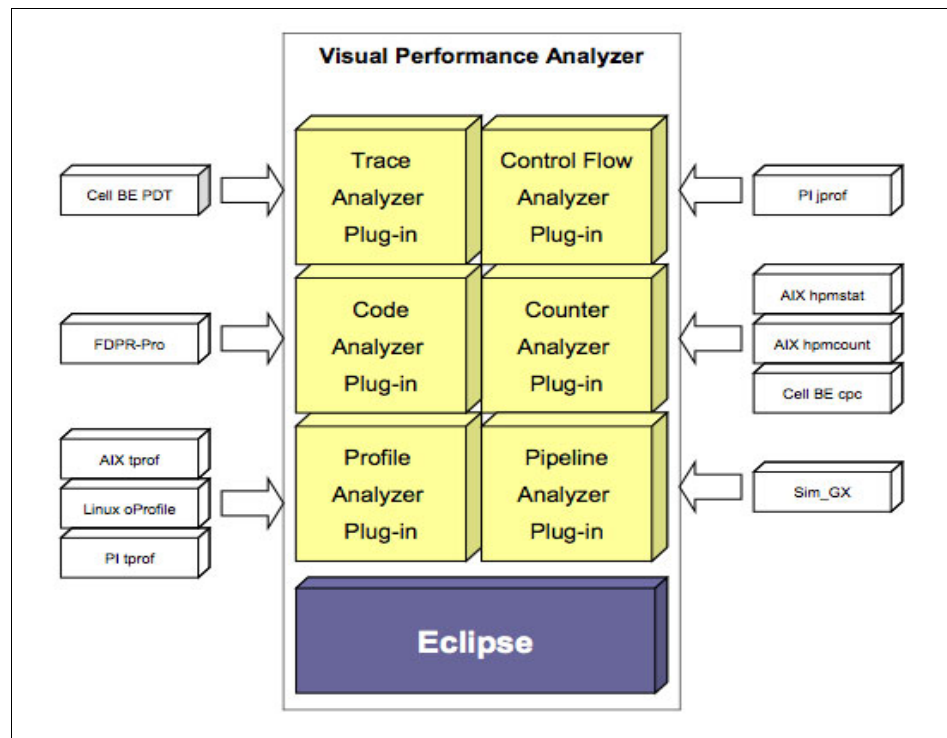 Visual Performance Analyzer
Cell BE PDT
Trace
Analyzer
Plug-in
Control Flow
Analyzer
Plug-in
PI jprof
FDPR-Pro
Code
Analyzer
Plug-in
Counter
Analyzer
Plug-in
AIX hpmstat
AIX hpmcount
Cell BE cpc
AIX tprof
Linux oProfile
PI tprof
Profile
Analyzer
Plug-in
Pipeline
Analyzer
Plug-in
Sim_GX
Eclipse